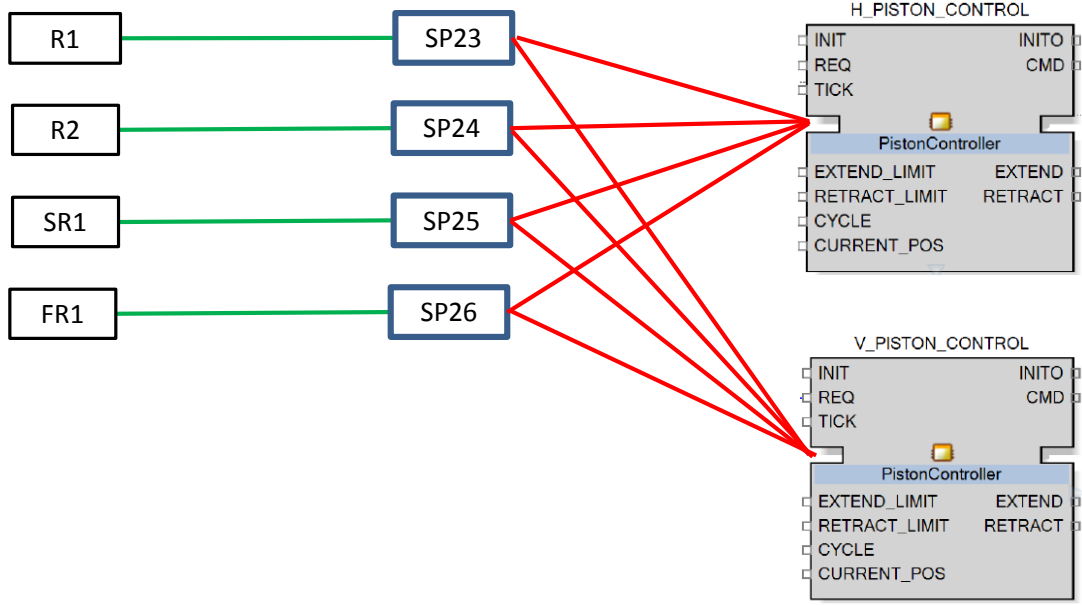 R1
SP23
R2
SP24
SR1
SP25
FR1
SP26
H_PISTON_CONTROL
INIT INITO
REQ CMD
TICK
PistonController
EXTEND_LIMIT EXTEND
RETRACT_LIMIT RETRACT
CYCLE
CURRENT_POS
V_PISTON_CONTROL
INIT INITO
REQ CMD
TICK
PistonController
EXTEND_LIMIT EXTEND
RETRACT_LIMIT RETRACT
CYCLE
CURRENT_POS